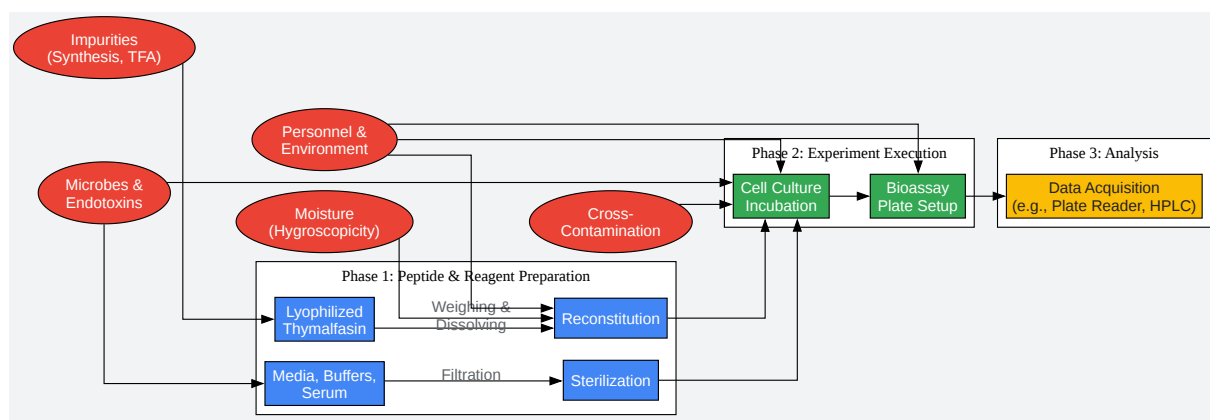 Impurities
(Synthesis, TFA)
Personnel &
Environment
Phase 2: Experiment Execution
Phase 3: Analysis
Microbes &
Endotoxins
Cell Culture
Incubation
Bioassay
Plate Setup
Data Acquisition
(e.g., Plate Reader, HPLC)
Moisture
(Hygroscopicity)
Cross-
Contamination
Phase 1: Peptide & Reagent Preparation
Lyophilized
Thymalfasin
Weighing &
Dissolving
Reconstitution
Media, Buffers,
Serum
Filtration
Sterilization